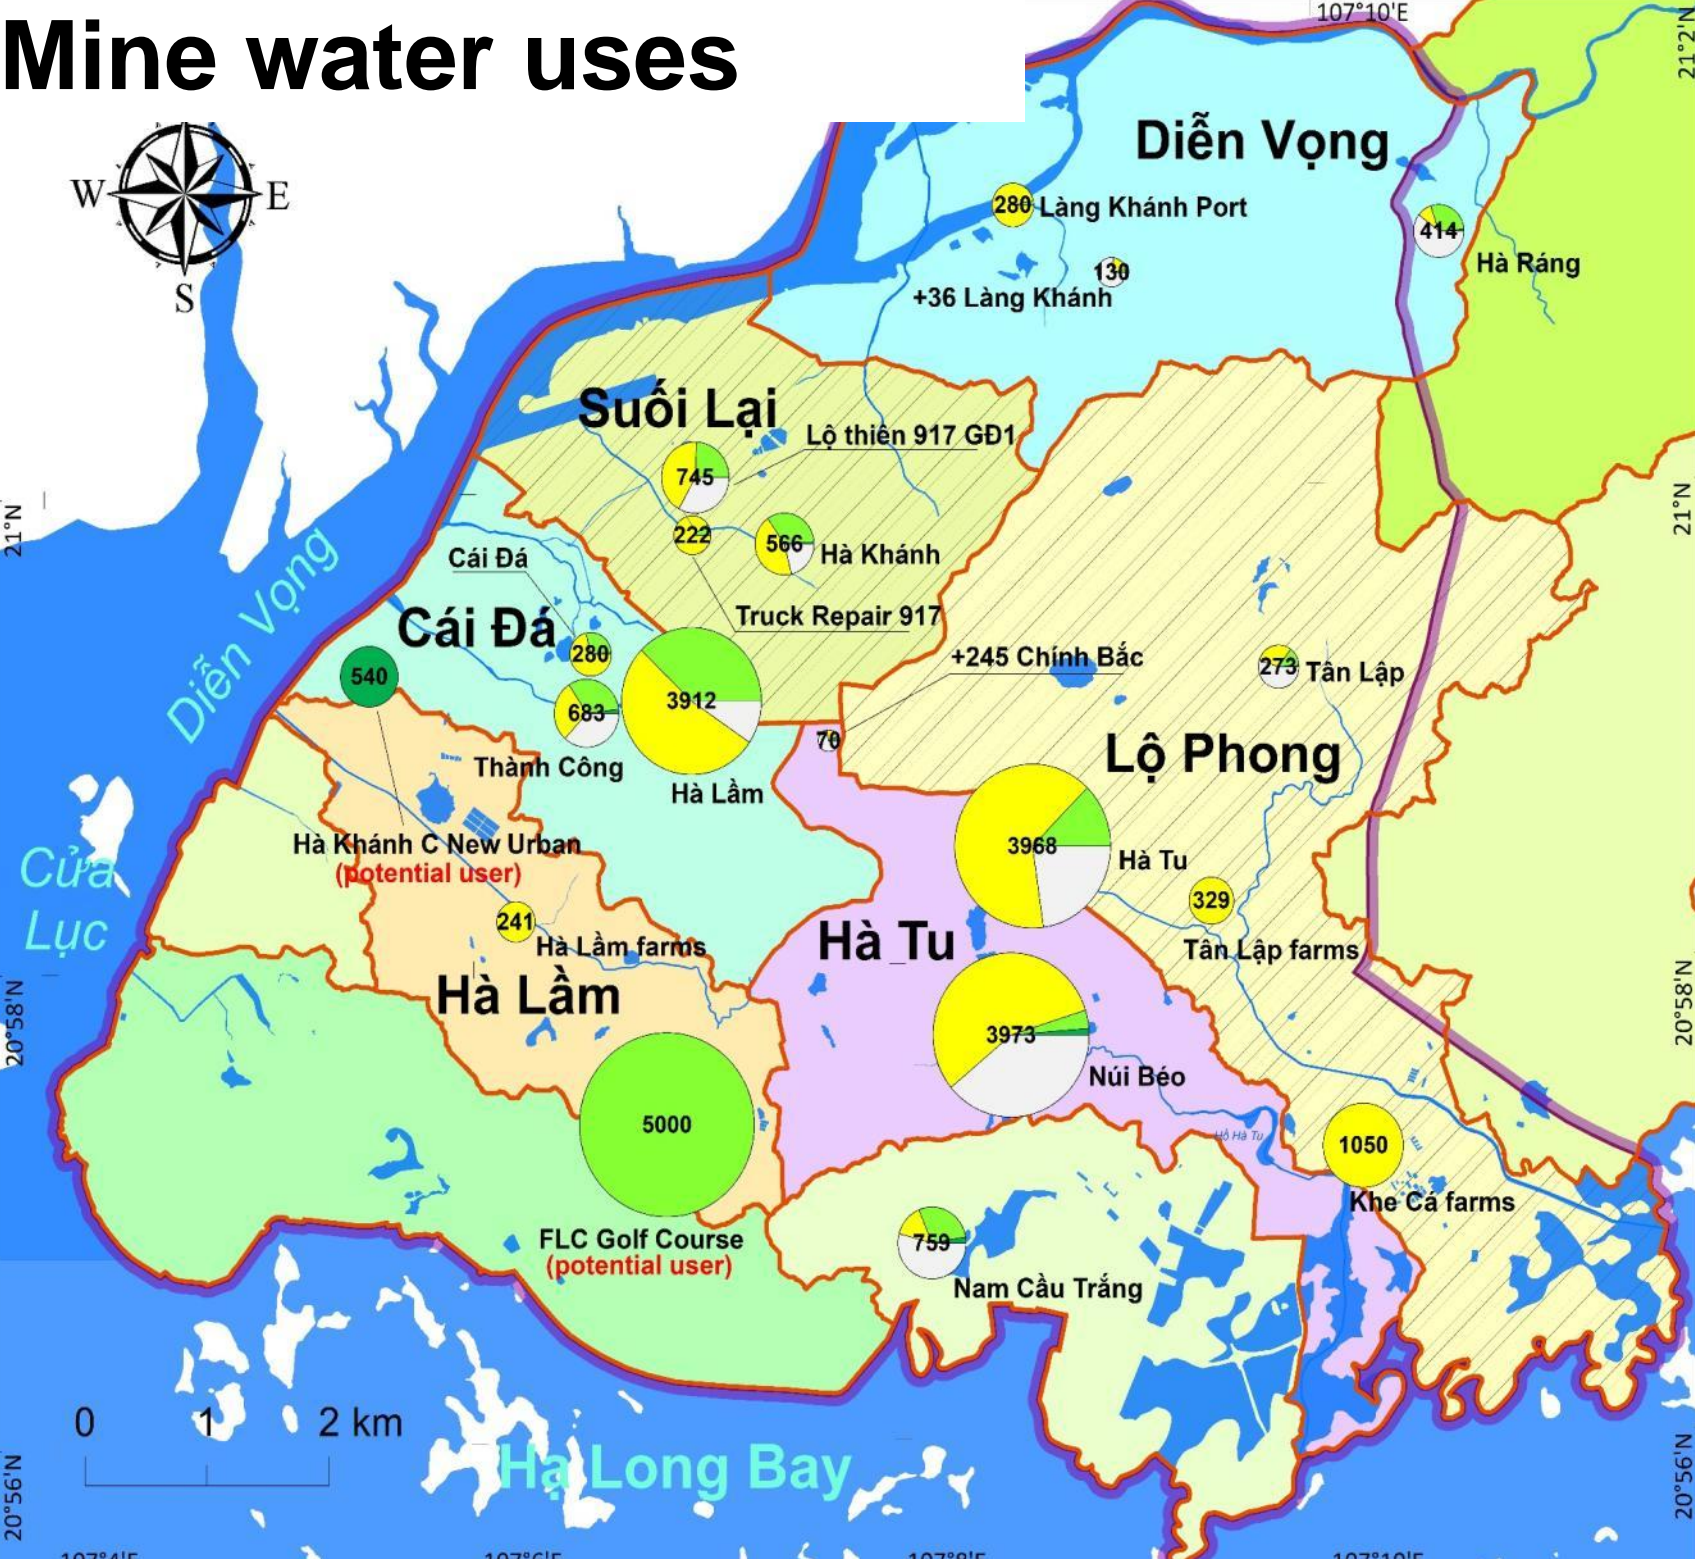 Mine water uses
107°10'E
21°2'N
W
E
S
Diễn Vọng
280
Làng Khánh Port
414
Hà Ráng
130
+36 Làng Khánh
Suối Lại
Lộ thiên 917 GĐ1
745
21°N
21°N
222
566
Hà Khánh
Cái Đá
Truck Repair 917
Diễn Vọng
Cái Đá
280
+245 Chính Bắc
273
Tân Lập
540
683
3912
70
Lộ Phong
Thành Công
Hà Lầm
Hà Khánh C New Urban
(potential user)
3968
Hà Tu
Cửa
Lục
329
241
Hà Lầm farms
Hà Tu
Tân Lập farms
Hà Lầm
20°58'N
20°58'N
3973
Núi Béo
5000
Hồ Hà Tu
1050
Khe Cá farms
FLC Golf Course
(potential user)
759
Nam Cầu Trắng
0
1
2 km
Hạ Long Bay
20°56'N
20°56'N